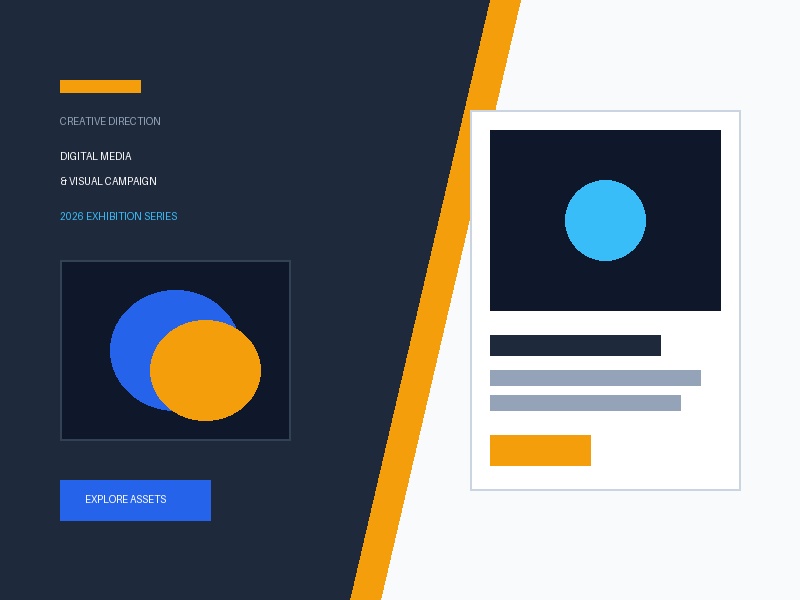 CREATIVE DIRECTION
DIGITAL MEDIA
& VISUAL CAMPAIGN
2026 EXHIBITION SERIES
EXPLORE ASSETS